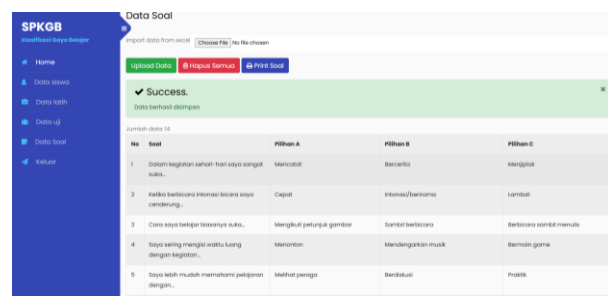 SPKGB
klasifikasi Gaya Belajar
Home
Data siswa
Data latih
Data uji
Data Soal
Keluar
Data Soal
Import data from excel Choose File No file chosen
Upload Data Hapus Semua Print Soal
Success.
Data berhasil disimpan
Jumlah data: 14
No Soal Pilihan A Pilihan B Pilihan C
1 Dalam kegiatan sehari-hari saya sangat suka... Mencatat Bercerita Menjiplak
2 Ketika berbicara intonasi bicara saya cenderung... Cepat Intonasi/berirama Lambat
3 Cara saya belajar biasanya suka... Mengikuti petunjuk gambar Sambil berbicara Berbicara sambil menulis
4 Saya sering mengisi waktu luang dengan kegiatan... Menonton Mendengarkan musik Bermain game
5 Saya lebih mudah memahami pelajaran dengan... Melihat peraga Berdiskusi Praktik